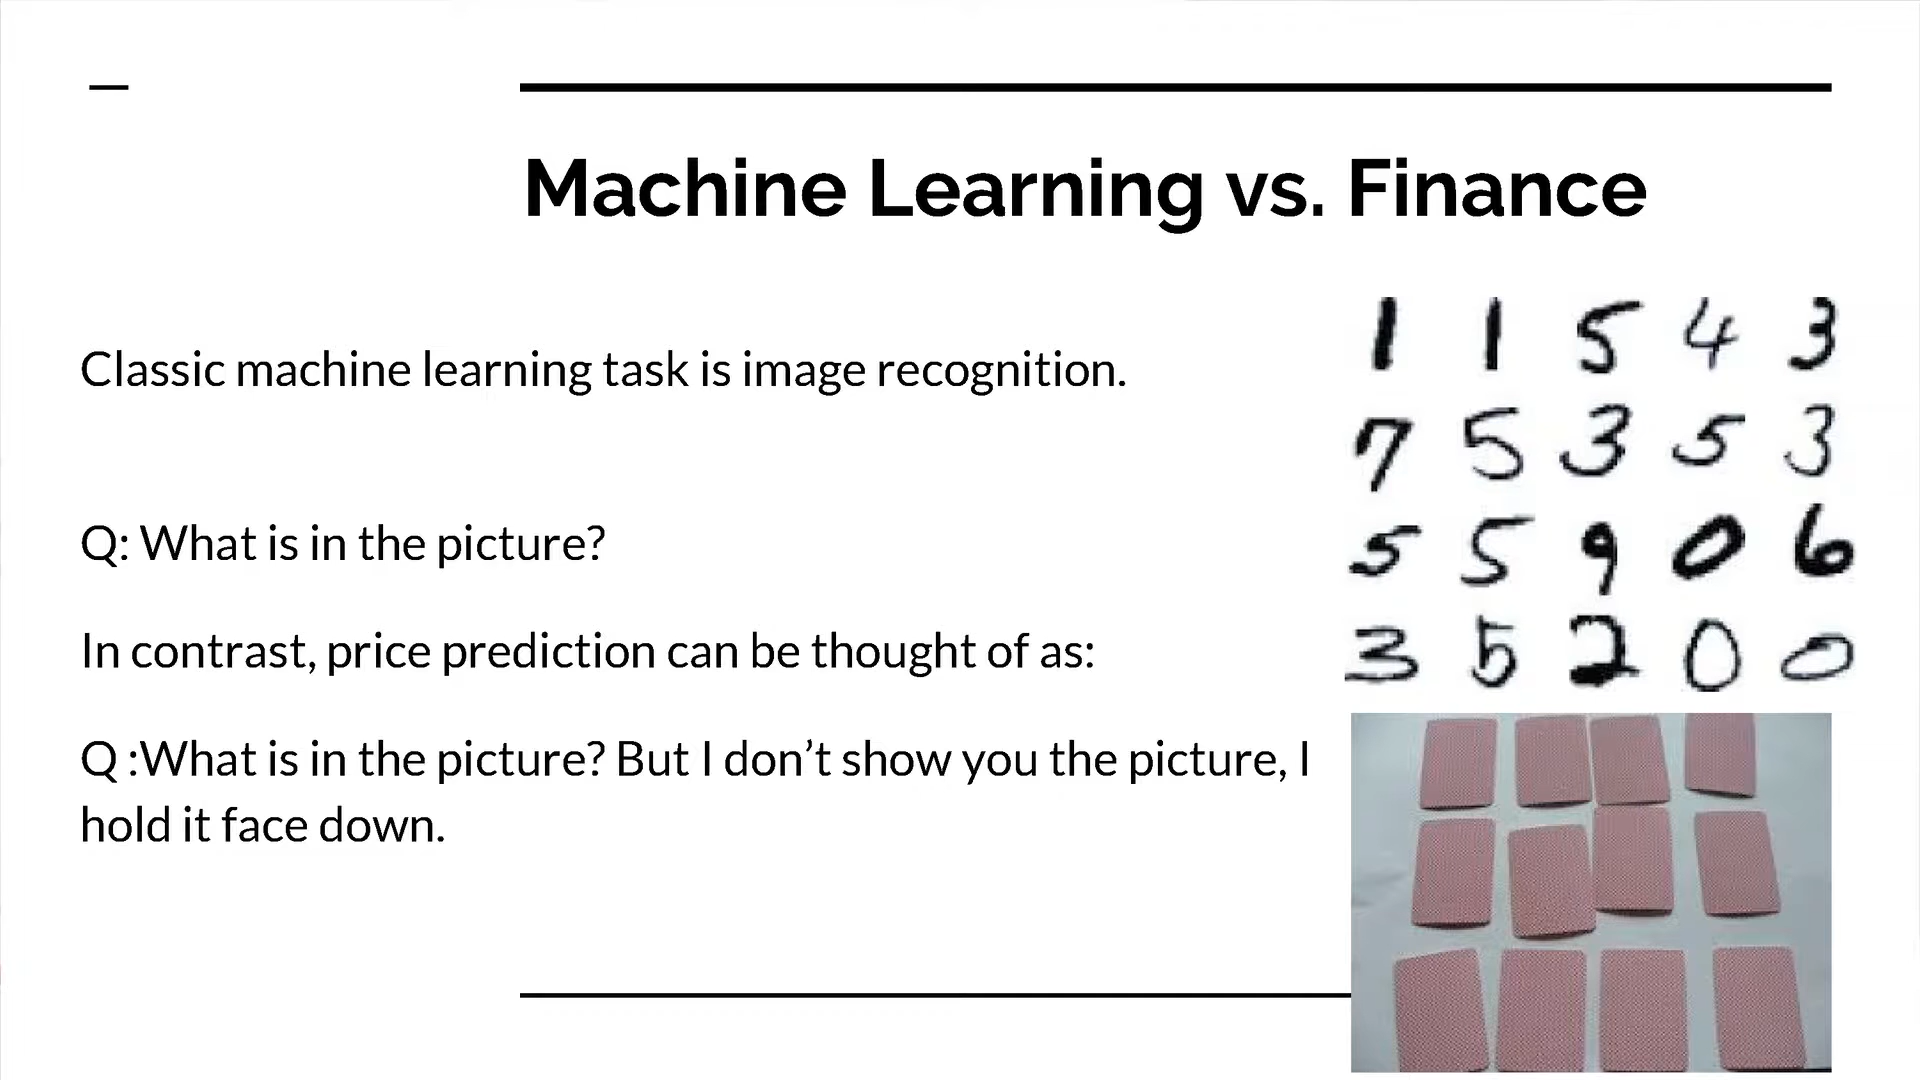 Machine Learning vs. Finance
Classic machine learning task is image recognition.
Q: What is in the picture?
In contrast, price prediction can be thought of as:
Q :What is in the picture? But I don’t show you the picture, I
hold it face down.
1 1 5 4 3
7 5 3 5 3
5 5 9 0 6
3 5 2 0 0